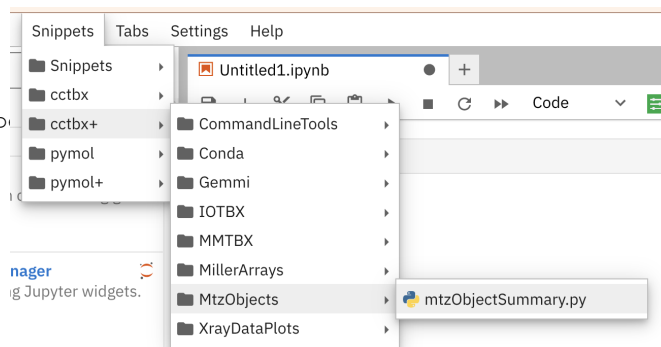 Snippets Tabs Settings Help
Snippets
cctbx
cctbx+
pymol
pymol+
Untitled1.ipynb
Code
CommandLineTools
Conda
Gemmi
IOTBX
MMTBX
MillerArrays
MtzObjects
XrayDataPlots
mtzObjectSummary.py
nager
g Jupyter widgets.